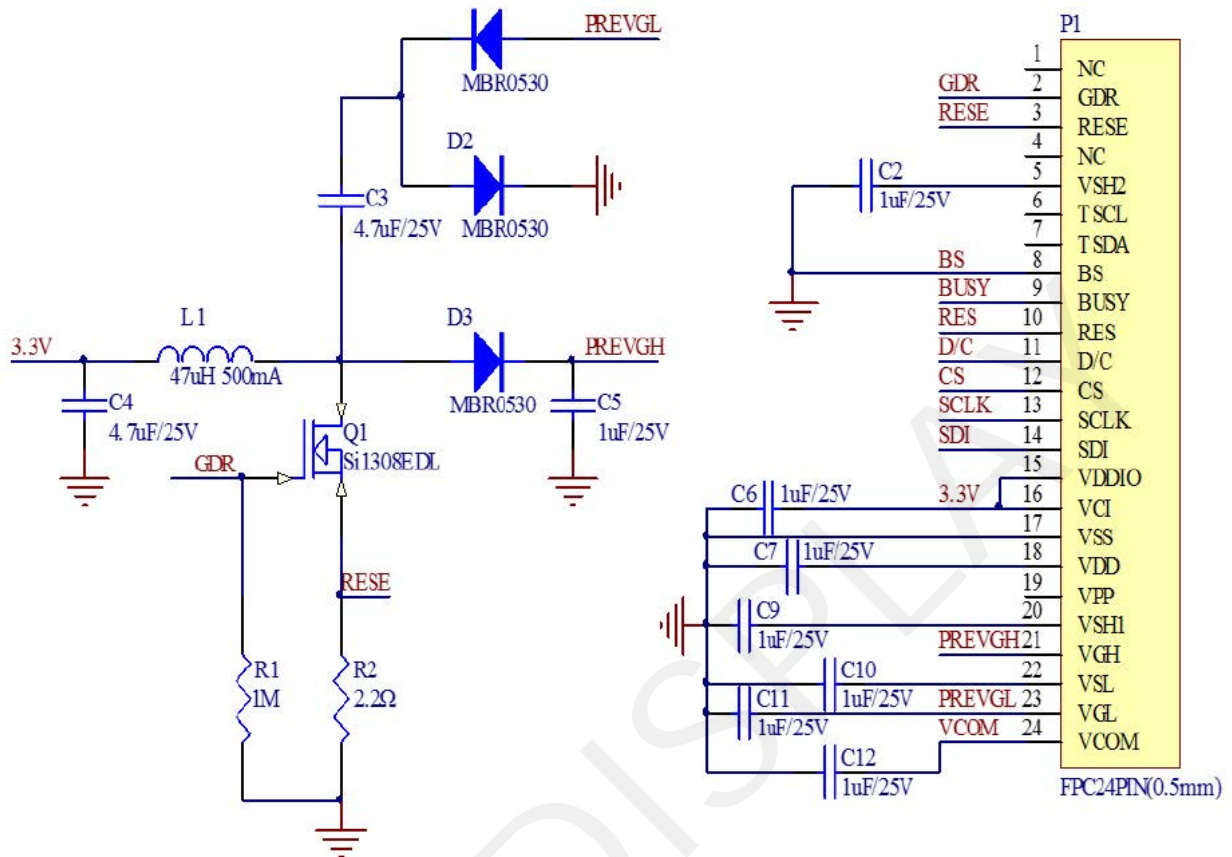 PREVGL
MBR0530
D2
MBR0530
C3
4.7uF/25V
L1
3.3V
47uH 500mA
C4
4.7uF/25V
D3
MBR0530
PREVGH
C5
1uF/25V
Q1
Si1308EDL
GDR
RESE
R1
1M
R2
2.2Ω
P1
1 NC
GDR 2 GDR
RESE 3 RESE
4 NC
C2
1uF/25V
5 VSH2
6 TSCL
7 TSDA
BS 8 BS
BUSY 9 BUSY
RES 10 RES
D/C 11 D/C
CS 12 CS
SCLK 13 SCLK
SDI 14 SDI
15 VDDIO
C6 1uF/25V 3.3V 16 VCI
17 VSS
C7 1uF/25V 18 VDD
19 VPP
C9
1uF/25V
20 VSH1
PREVGH 21 VGH
C10
1uF/25V
22 VSL
C11
1uF/25V
PREVGL 23 VGL
VCOM 24 VCOM
C12
1uF/25V
FPC24PIN(0.5mm)
DISPLAY